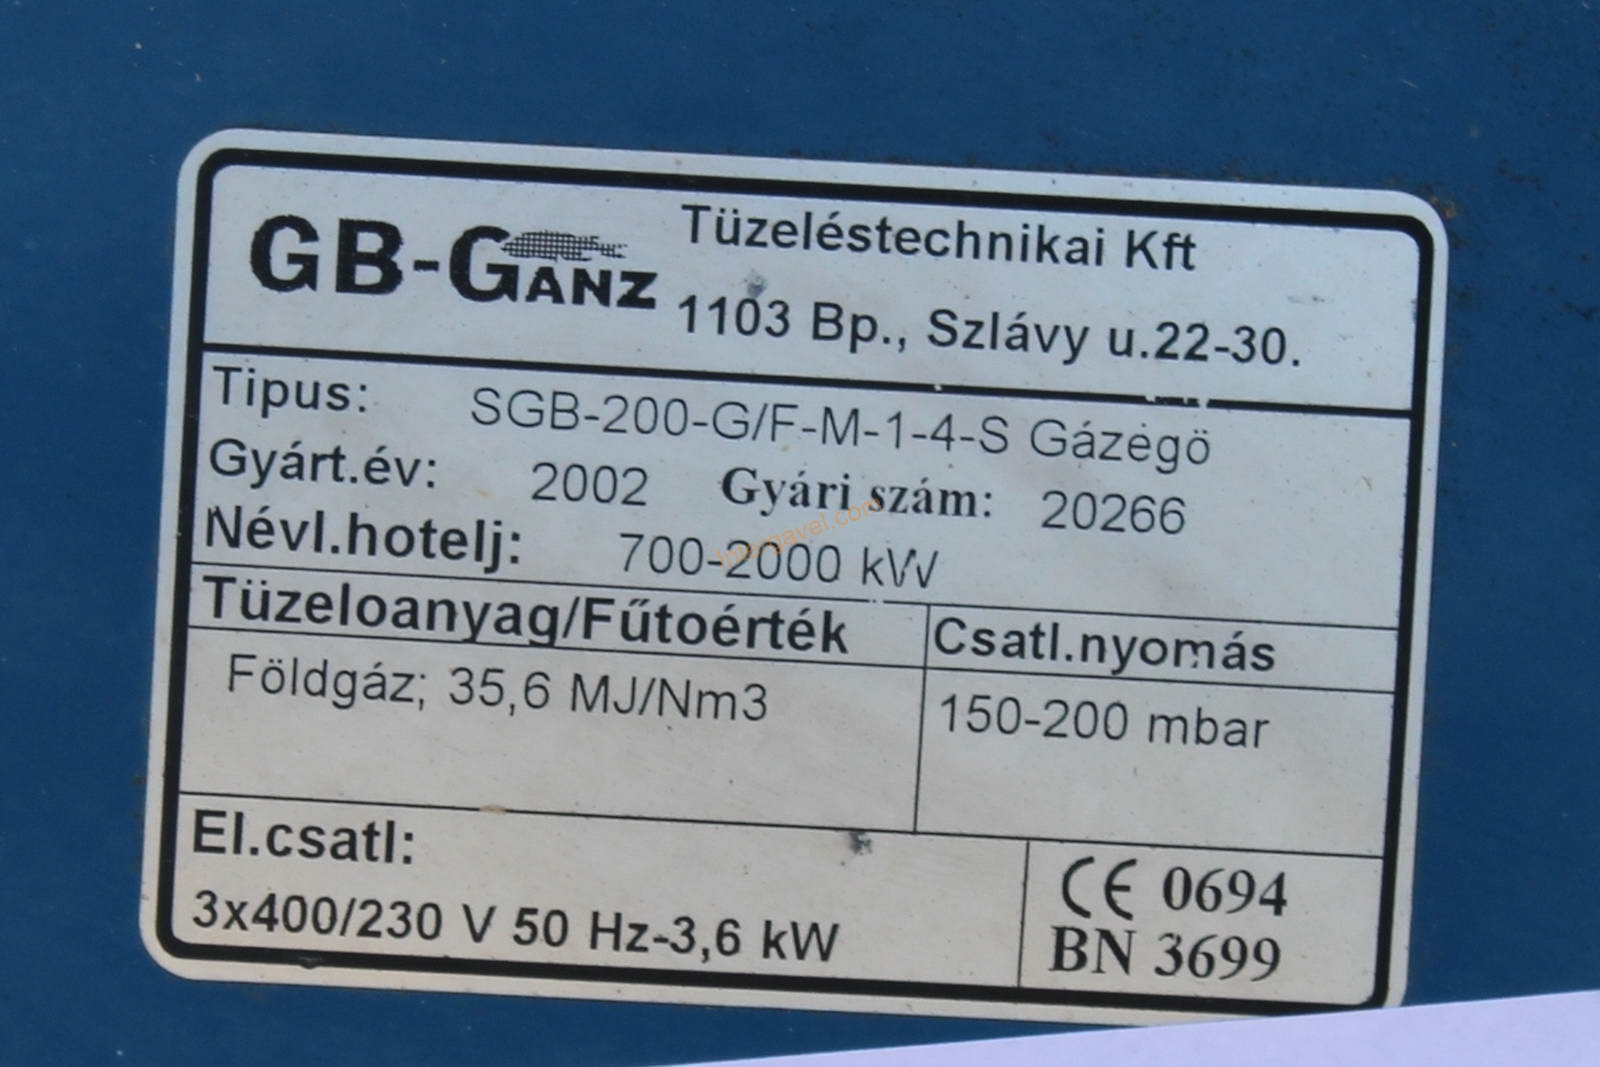 GB-GANZ Tüzeléstechnikai Kft
1103 Bp., Szlávy u.22-30.
Tipus: SGB-200-G/F-M-1-4-S Gázégö
Gyárt.év: 2002 Gyári szám: 20266
Névl.hotelj: 700-2000 kW
Tüzeloanyag/Fűtoérték Csatl.nyomás
Földgáz; 35,6 MJ/Nm3 150-200 mbar
El.csatl:
3x400/230 V 50 Hz-3,6 kW
CE 0694
BN 3699